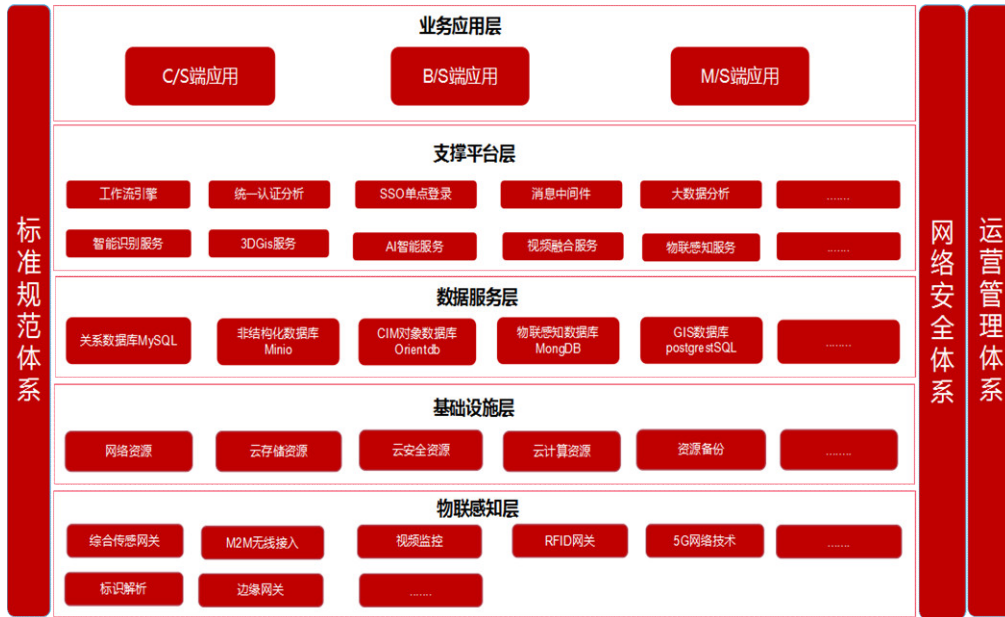 标准规范体系
业务应用层
C/S端应用
B/S端应用
M/S端应用
支撑平台层
工作流引擎
统一认证分析
SSO单点登录
消息中间件
大数据分析
.......
智能识别服务
3DGis服务
AI智能服务
视频融合服务
物联感知服务
.......
数据服务层
关系数据库MySQL
非结构化数据库
Minio
CIM对象数据库
Orientdb
物联感知数据库
MongDB
GIS数据库
postgrestSQL
........
基础设施层
网络资源
云存储资源
云安全资源
云计算资源
资源备份
........
物联感知层
综合传感网关
M2M无线接入
视频监控
RFID网关
5G网络技术
.......
标识解析
边缘网关
.......
网络安全体系
运营管理体系